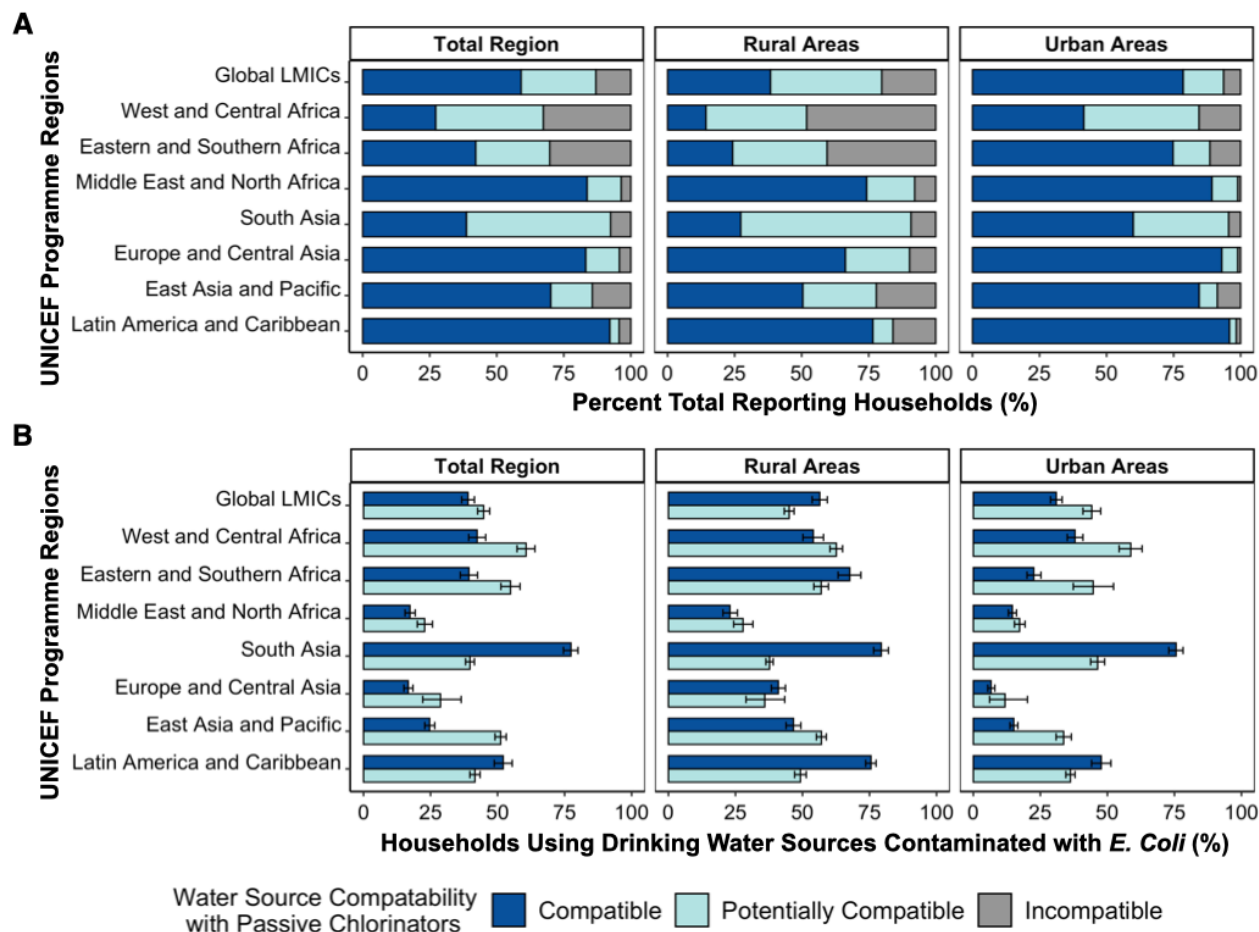 A
Total Region Rural Areas Urban Areas
UNICEF Programme Regions
Global LMICs
West and Central Africa
Eastern and Southern Africa
Middle East and North Africa
South Asia
Europe and Central Asia
East Asia and Pacific
Latin America and Caribbean
0 25 50 75 100 0 25 50 75 100 0 25 50 75 100
Percent Total Reporting Households (%)
B
Total Region Rural Areas Urban Areas
UNICEF Programme Regions
Global LMICs
West and Central Africa
Eastern and Southern Africa
Middle East and North Africa
South Asia
Europe and Central Asia
East Asia and Pacific
Latin America and Caribbean
0 25 50 75 100 0 25 50 75 100 0 25 50 75 100
Households Using Drinking Water Sources Contaminated with E. Coli (%)
Water Source Compatability
with Passive Chlorinators
Compatible Potentially Compatible Incompatible